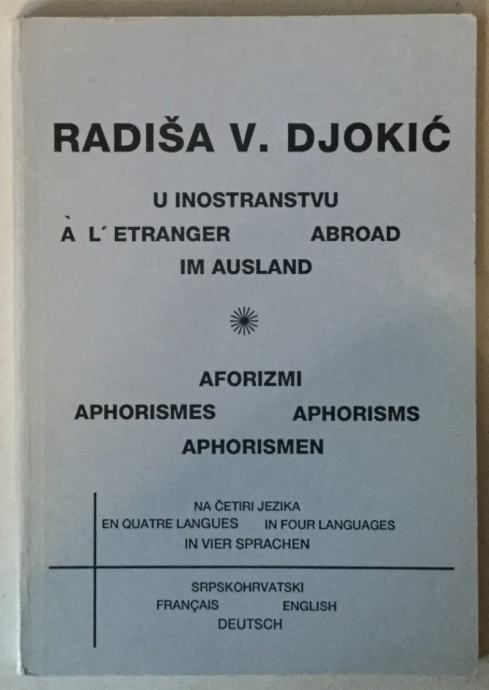 RADIŠA V. DJOKIĆ
U INOSTRANSTVU
À L´ETRANGER ABROAD
IM AUSLAND
AFORIZMI
APHORISMES APHORISMS
APHORISMEN
NA ČETIRI JEZIKA
EN QUATRE LANGUES IN FOUR LANGUAGES
IN VIER SPRACHEN
SRPSKOHRVATSKI
FRANÇAIS ENGLISH
DEUTSCH